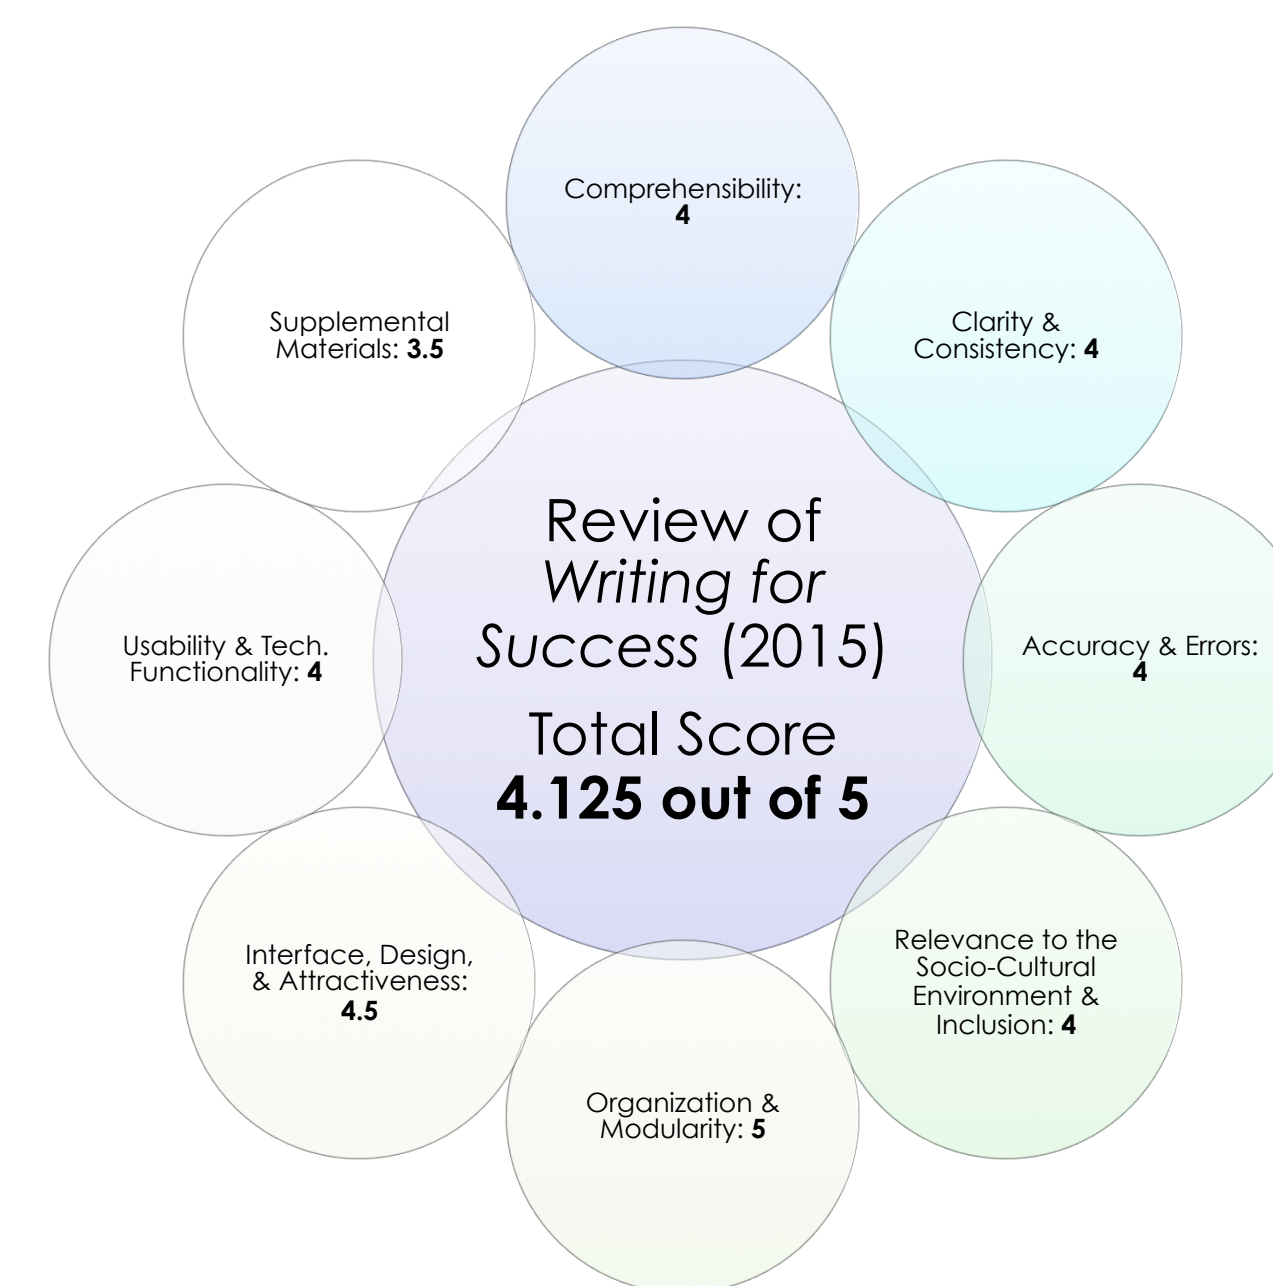 Comprehensibility:
4
Clarity &
Consistency: 4
Accuracy & Errors:
4
Relevance to the
Socio-Cultural
Environment &
Inclusion: 4
Organization &
Modularity: 5
Interface, Design,
& Attractiveness:
4.5
Usability & Tech.
Functionality: 4
Supplemental
Materials: 3.5
Review of
Writing for
Success (2015)
Total Score
4.125 out of 5